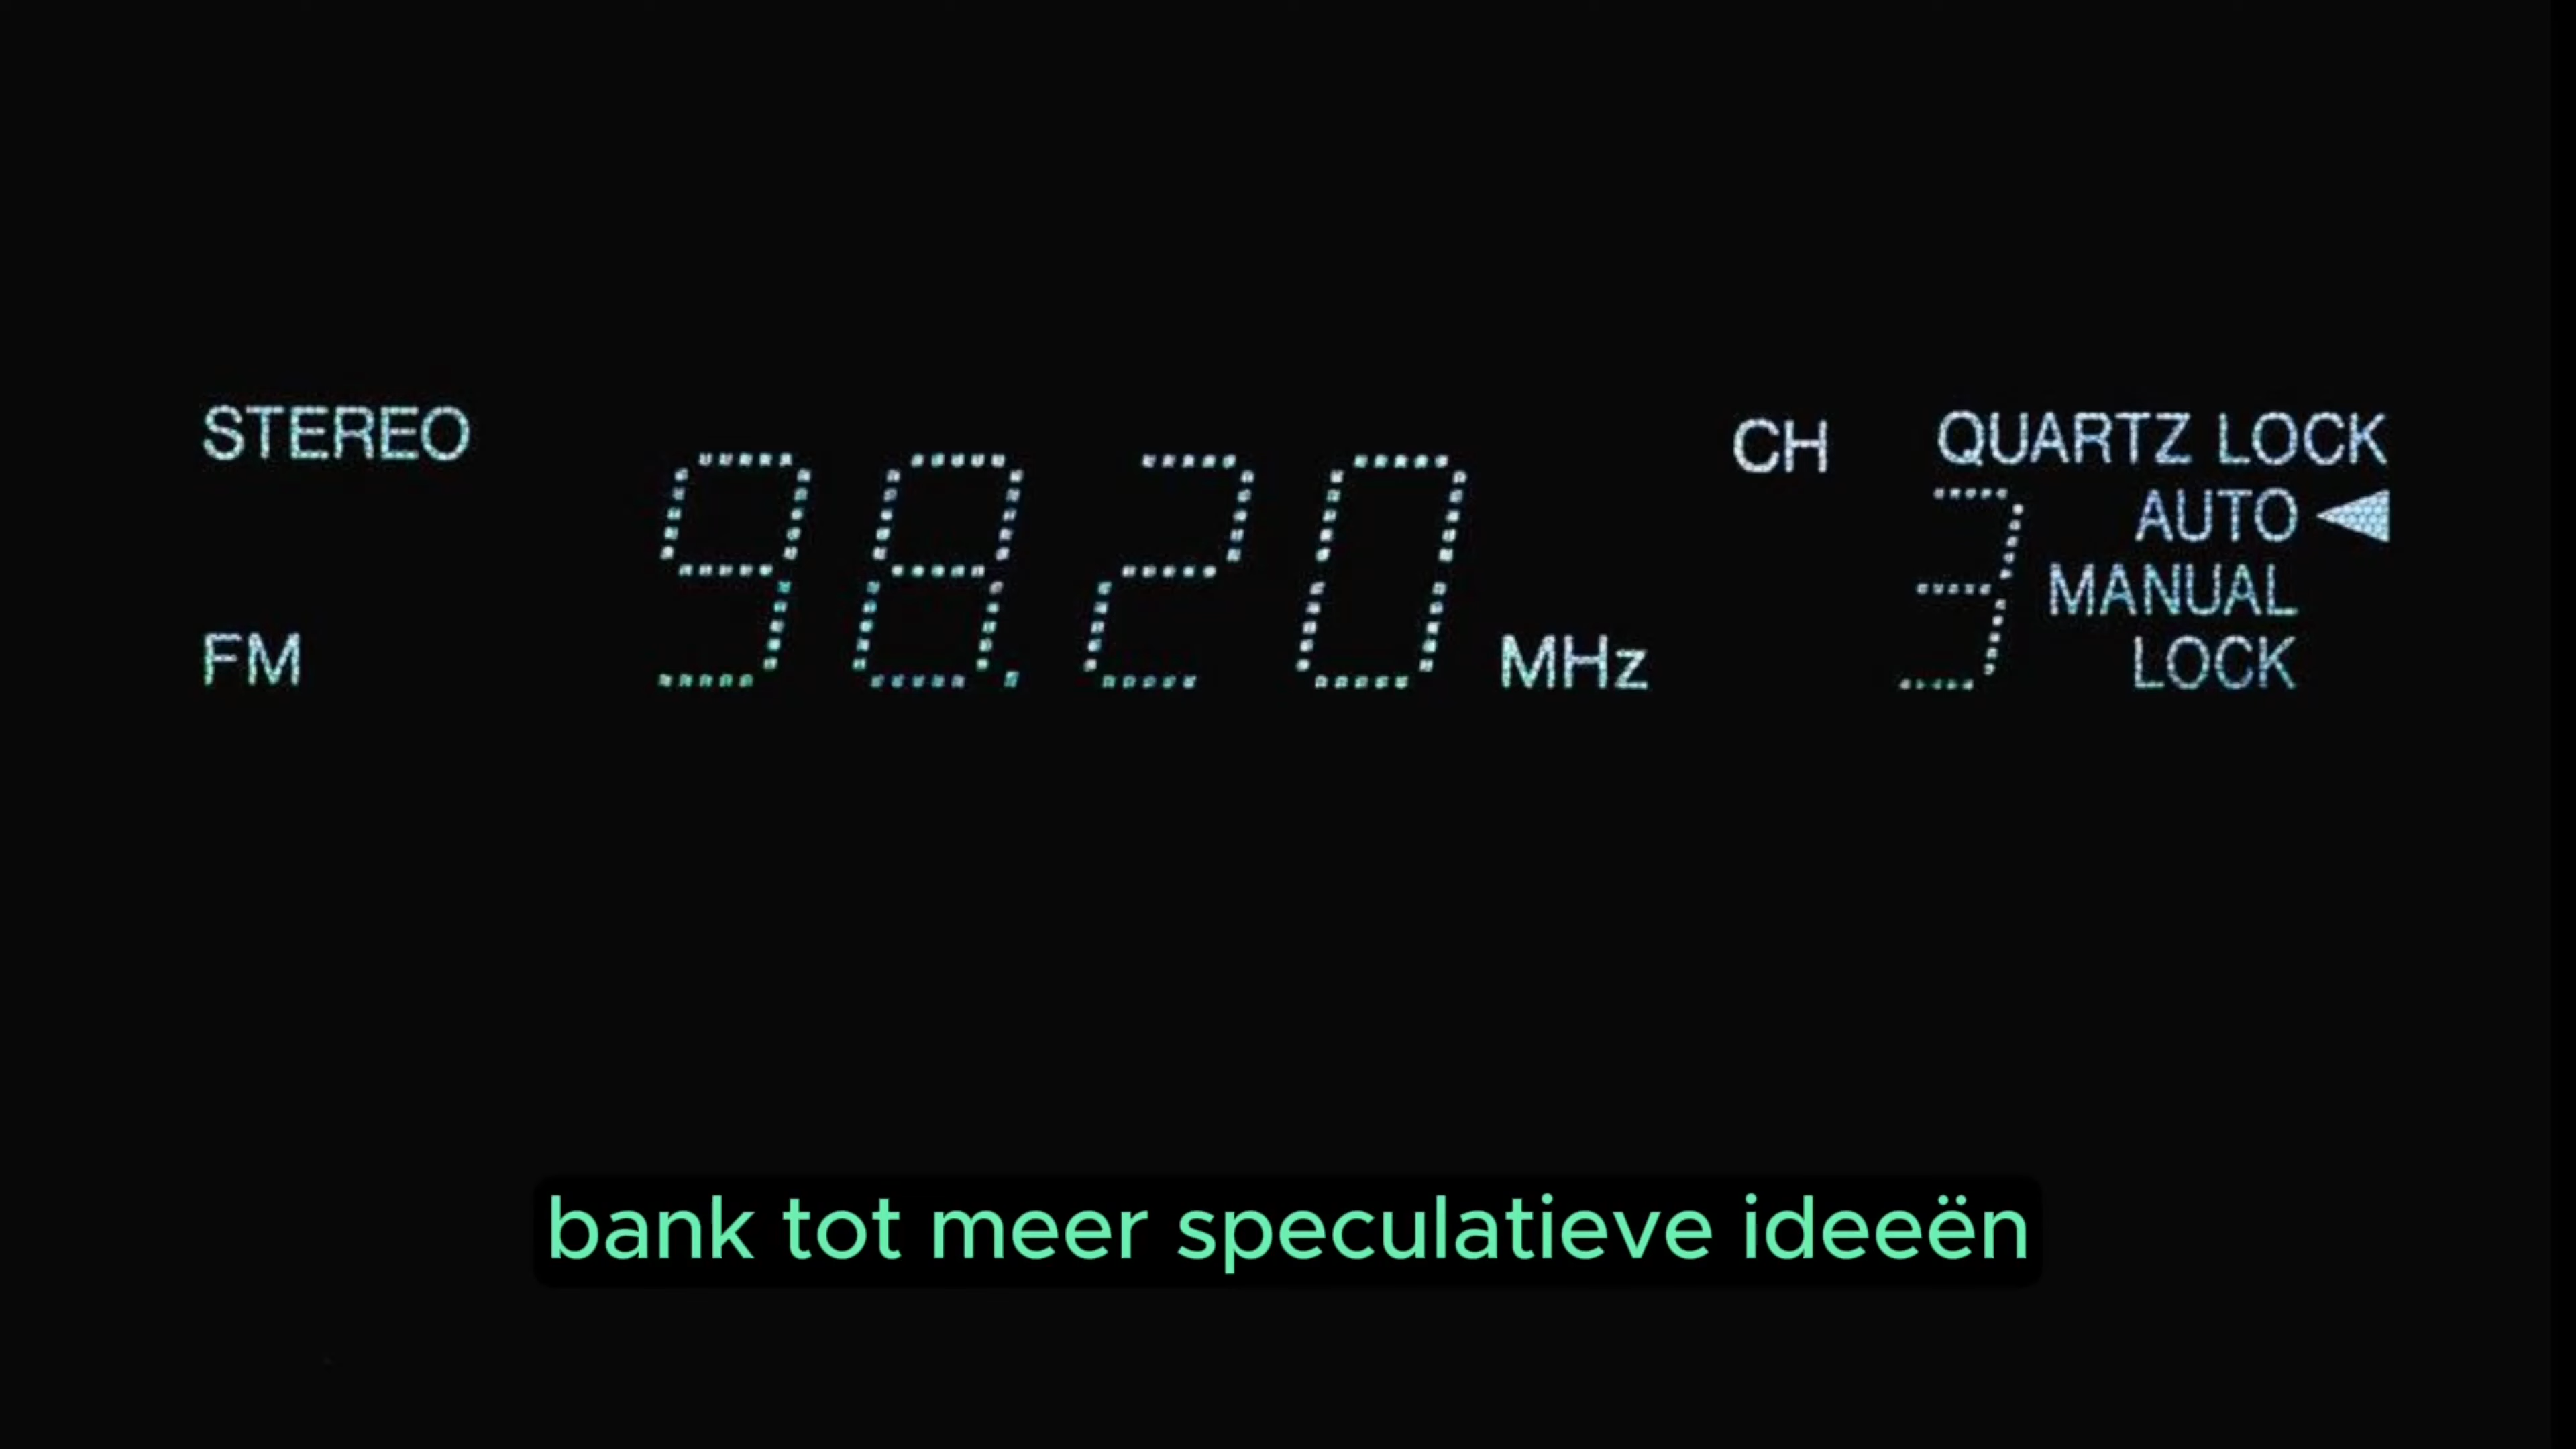 STEREO
CH
QUARTZ LOCK
AUTO
MANUAL
LOCK
FM
98.20
MHz
3
bank tot meer speculatieve ideeën